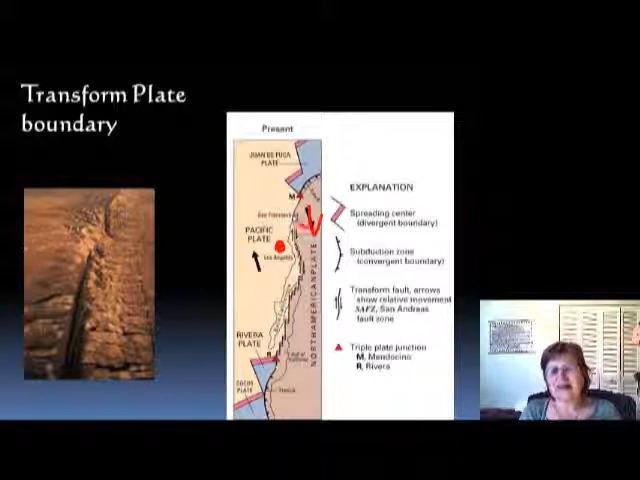 Transform Plate
boundary
Present
JUAN DE FUCA
PLATE
M
San Francisco
PACIFIC
PLATE
Los Angeles
NORTH AMERICAN PLATE
RIVERA
PLATE
R
COCOS
PLATE
EXPLANATION
Spreading center
(divergent boundary)
Subduction zone
(convergent boundary)
Transform fault, arrows
show relative movement
SAFZ, San Andreas
fault zone
Triple plate junction
M, Mendocino
R, Rivera